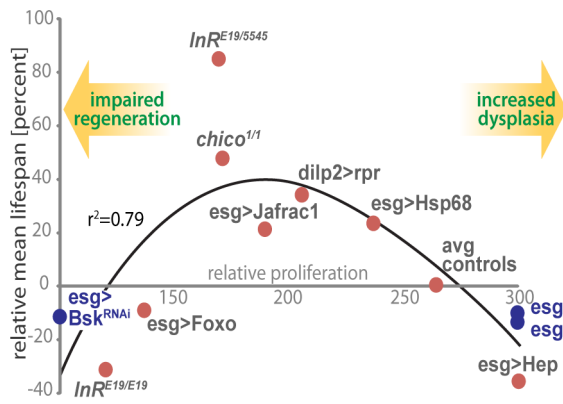 relative mean lifespan [percent]
100
80
60
40
20
0
-20
-40
InR^E19/5545
impaired
regeneration
increased
dysplasia
chico^1/1
dilp2>rpr
esg>Hsp68
esg>Jafrac1
r²=0.79
avg
controls
relative proliferation
150
200
250
300
esg>
Bsk^RNAi
esg>Foxo
esg
esg
esg>Hep
InR^E19/E19